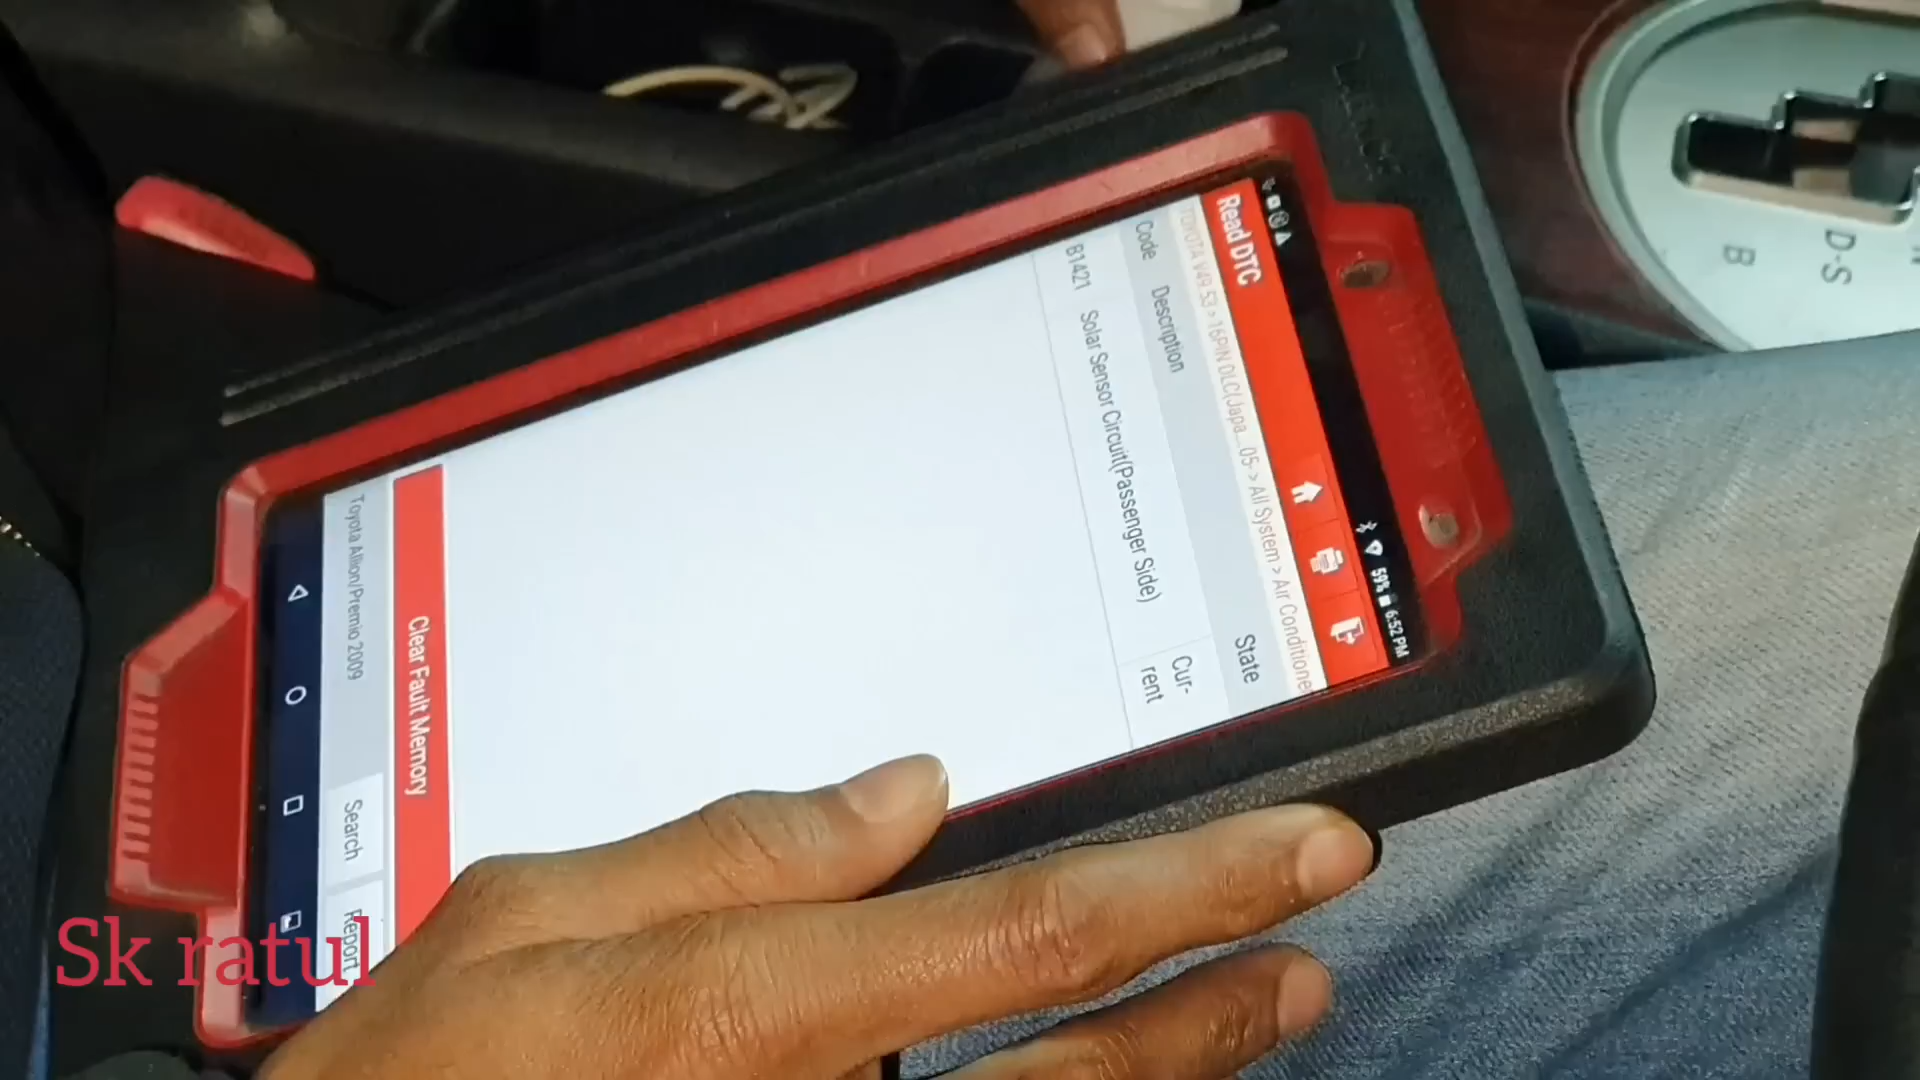 59% 6:52 PM
Read DTC
TOYOTA V49.53 > 16PIN DLC(Japa...05- > All System > Air Conditione
Code Description State
B1421 Solar Sensor Circuit(Passenger Side) Cur-
rent
Clear Fault Memory
Toyota Allion/Premio 2009 Search Report
B
D-S
Sk ratul